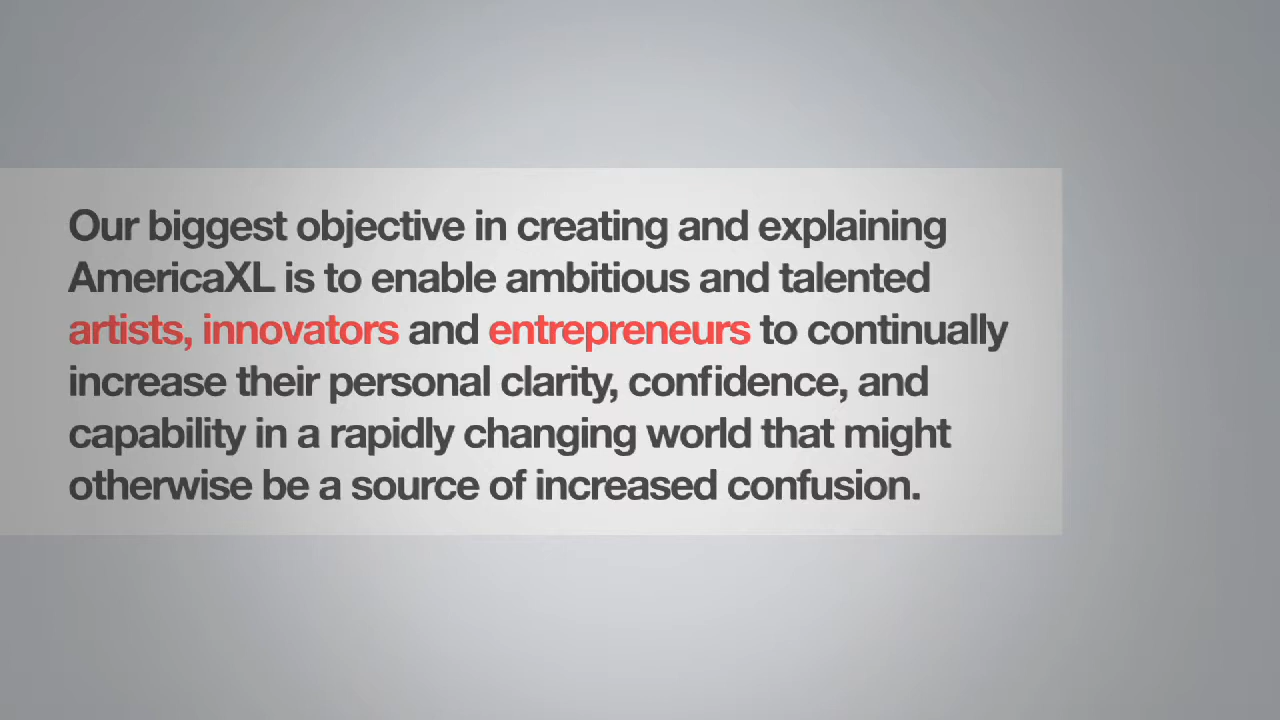 Our biggest objective in creating and explaining
AmericaXL is to enable ambitious and talented
artists, innovators and entrepreneurs to continually
increase their personal clarity, confidence, and
capability in a rapidly changing world that might
otherwise be a source of increased confusion.